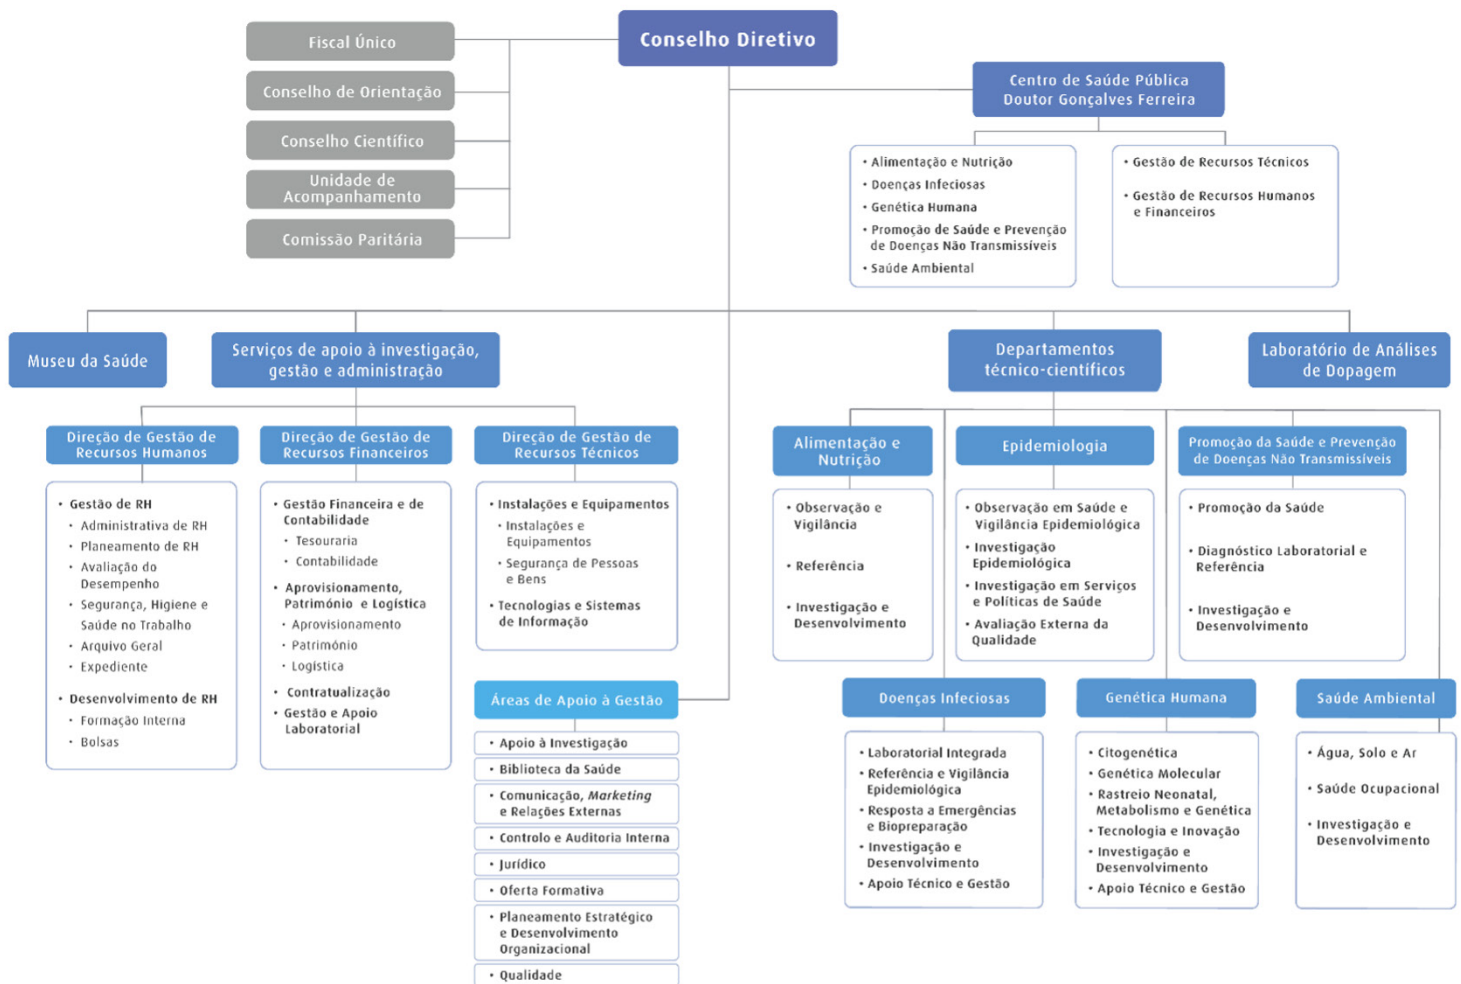 Conselho Diretivo
Fiscal Único
Conselho de Orientação
Conselho Científico
Unidade de
Acompanhamento
Comissão Paritária
Centro de Saúde Pública
Doutor Gonçalves Ferreira
• Alimentação e Nutrição
• Doenças Infeciosas
• Genética Humana
• Promoção de Saúde e Prevenção
de Doenças Não Transmissíveis
• Saúde Ambiental
• Gestão de Recursos Técnicos
• Gestão de Recursos Humanos
e Financeiros
Museu da Saúde
Serviços de apoio à investigação,
gestão e administração
Departamentos
técnico-científicos
Laboratório de Análises
de Dopagem
Direção de Gestão de
Recursos Humanos
• Gestão de RH
• Administrativa de RH
• Planeamento de RH
• Avaliação do
Desempenho
• Segurança, Higiene e
Saúde no Trabalho
• Arquivo Geral
• Expediente
• Desenvolvimento de RH
• Formação Interna
• Bolsas
Direção de Gestão de
Recursos Financeiros
• Gestão Financeira e de
Contabilidade
• Tesouraria
• Contabilidade
• Aprovisionamento,
Património e Logística
• Aprovisionamento
• Património
• Logística
• Contratualização
• Gestão e Apoio
Laboratorial
Direção de Gestão de
Recursos Técnicos
• Instalações e Equipamentos
• Instalações e
Equipamentos
• Segurança de Pessoas
e Bens
• Tecnologias e Sistemas
de Informação
Áreas de Apoio à Gestão
• Apoio à Investigação
• Biblioteca da Saúde
• Comunicação, Marketing
e Relações Externas
• Controlo e Auditoria Interna
• Jurídico
• Oferta Formativa
• Planeamento Estratégico
e Desenvolvimento
Organizacional
• Qualidade
Alimentação e
Nutrição
• Observação e
Vigilância
• Referência
• Investigação e
Desenvolvimento
Epidemiologia
• Observação em Saúde e
Vigilância Epidemiológica
• Investigação
Epidemiológica
• Investigação em Serviços
e Políticas de Saúde
• Avaliação Externa da
Qualidade
Promoção da Saúde e Prevenção
de Doenças Não Transmissíveis
• Promoção da Saúde
• Diagnóstico Laboratorial e
Referência
• Investigação e
Desenvolvimento
Doenças Infeciosas
• Laboratorial Integrada
• Referência e Vigilância
Epidemiológica
• Resposta a Emergências
e Biopreparação
• Investigação e
Desenvolvimento
• Apoio Técnico e Gestão
Genética Humana
• Citogenética
• Genética Molecular
• Rastreio Neonatal,
Metabolismo e Genética
• Tecnologia e Inovação
• Investigação e
Desenvolvimento
• Apoio Técnico e Gestão
Saúde Ambiental
• Água, Solo e Ar
• Saúde Ocupacional
• Investigação e
Desenvolvimento